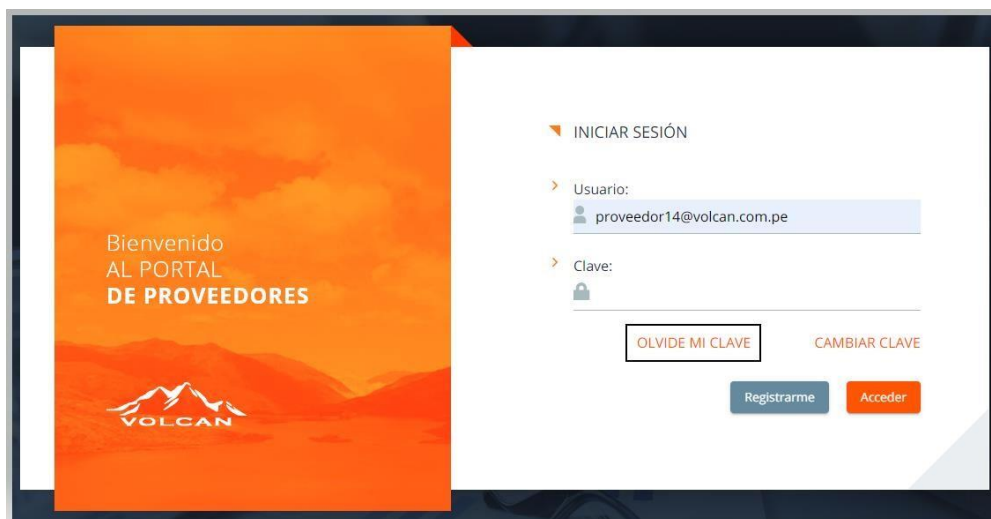 Bienvenido
AL PORTAL
DE PROVEEDORES
VOLCAN
INICIAR SESIÓN
Usuario:
proveedor14@volcan.com.pe
Clave:
OLVIDE MI CLAVE
CAMBIAR CLAVE
Registrarme
Acceder